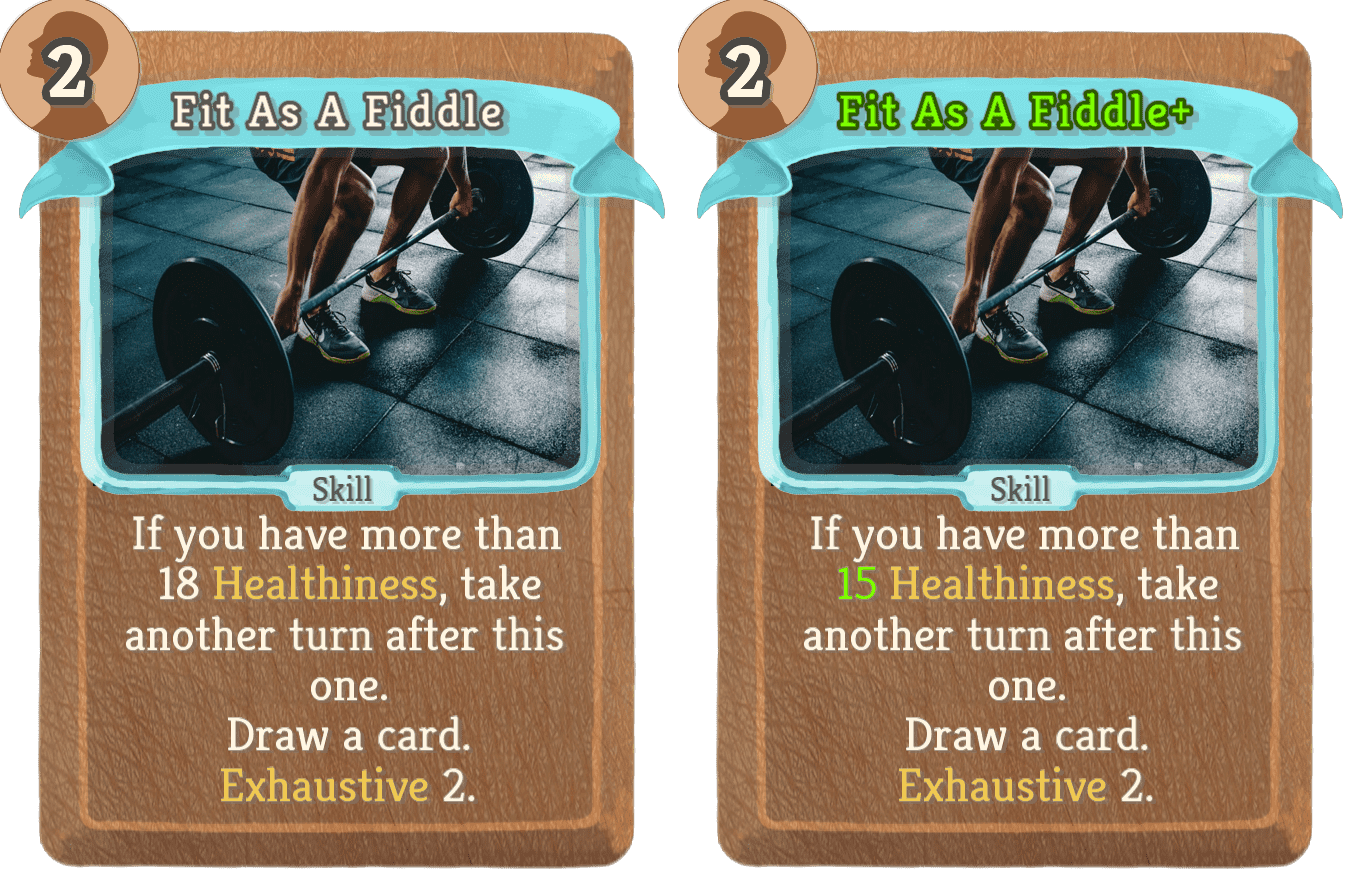 2
Fit As A Fiddle
Skill
If you have more than
18 Healthiness, take
another turn after this
one.
Draw a card.
Exhaustive 2.
2
Fit As A Fiddle+
Skill
If you have more than
15 Healthiness, take
another turn after this
one.
Draw a card.
Exhaustive 2.